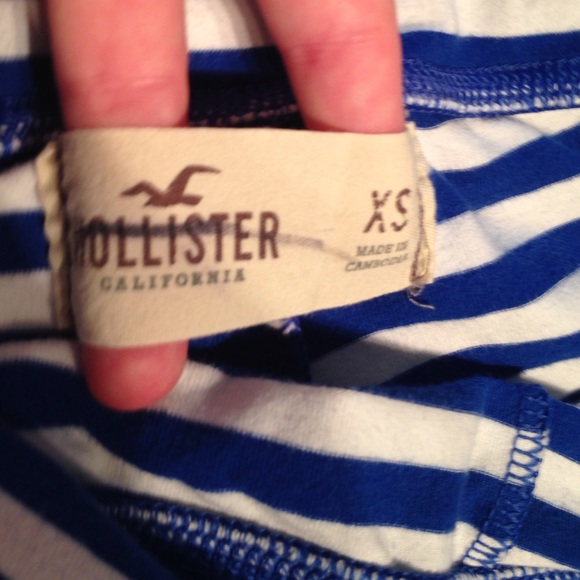 HOLLISTER
CALIFORNIA
XS
MADE IN
CAMBODIA